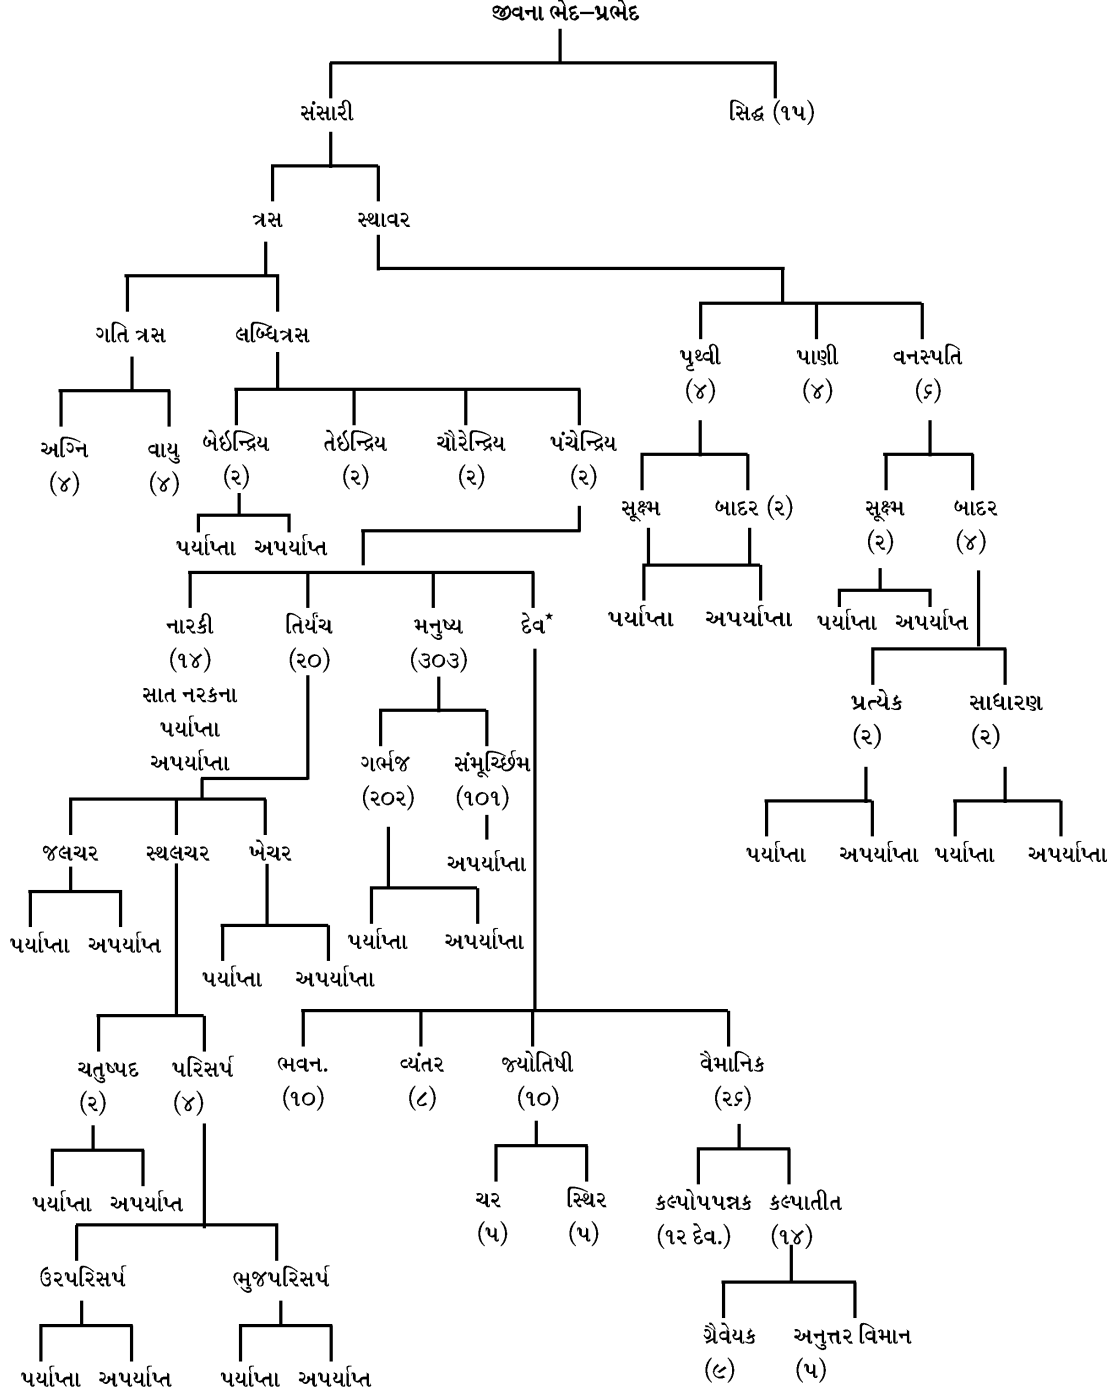 જીવના ભેદ–પ્રભેદ
સંસારી સિદ્ધ (૧૫)
ત્રસ સ્થાવર
ગતિ ત્રસ લબ્ધિત્રસ
પૃથ્વી પાણી વનસ્પતિ
(૪) (૪) (૬)
અગ્નિ વાયુ બેઇન્દ્રિય તેઇન્દ્રિય ચૌરેન્દ્રિય પંચેન્દ્રિય
(૪) (૪) (૨) (૨) (૨) (૨)
સૂક્ષ્મ બાદર (૨) સૂક્ષ્મ બાદર
(૨) (૪)
પર્યાપ્તા અપર્યાપ્ત
નારકી તિર્યંચ મનુષ્ય દેવ*
(૧૪) (૨૦) (૩૦૩)
પર્યાપ્તા અપર્યાપ્તા પર્યાપ્તા અપર્યાપ્ત
સાત નરકના
પર્યાપ્તા
અપર્યાપ્તા
પ્રત્યેક સાધારણ
(૨) (૨)
ગર્ભજ સંમૂર્ચ્છિમ
(૨૦૨) (૧૦૧)
અપર્યાપ્તા
જલચર સ્થલચર ખેચર
પર્યાપ્તા અપર્યાપ્તા પર્યાપ્તા અપર્યાપ્તા
પર્યાપ્તા અપર્યાપ્ત
પર્યાપ્તા અપર્યાપ્તા
પર્યાપ્તા અપર્યાપ્તા
ચતુષ્પદ પરિસર્પ ભવન. વ્યંતર જ્યોતિષી વૈમાનિક
(૨) (૪) (૧૦) (૮) (૧૦) (૨૬)
પર્યાપ્તા અપર્યાપ્ત
ચર સ્થિર કલ્પોપપન્નક કલ્પાતીત
(૫) (૫) (૧૨ દેવ.) (૧૪)
ઉરપરિસર્પ ભુજપરિસર્પ
ગ્રૈવેયક અનુત્તર વિમાન
(૯) (૫)
પર્યાપ્તા અપર્યાપ્ત પર્યાપ્તા અપર્યાપ્ત